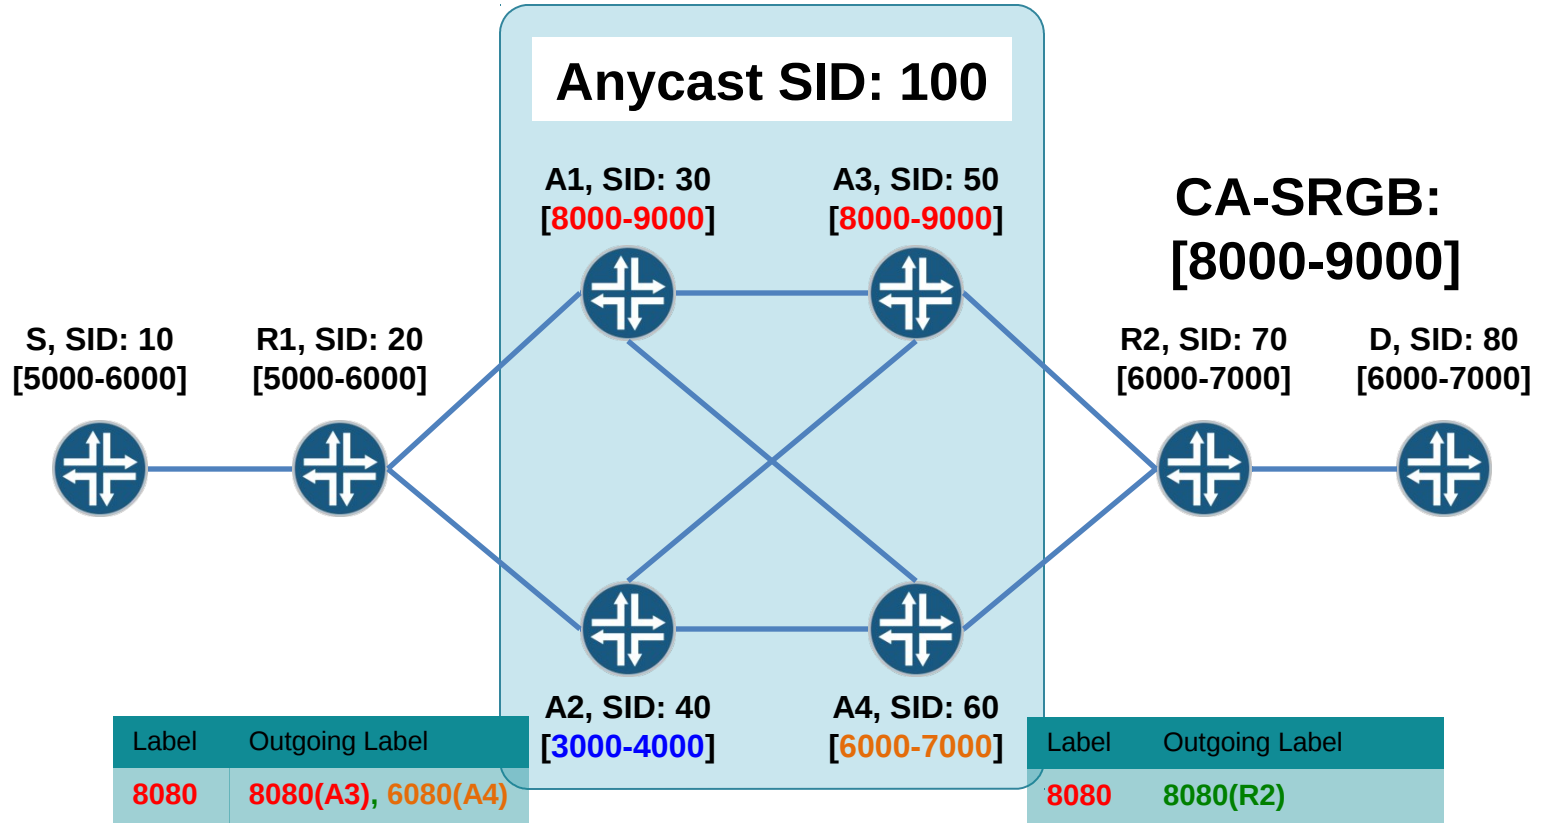 Anycast SID: 100
A1, SID: 30
[8000-9000]
A3, SID: 50
[8000-9000]
CA-SRGB:
[8000-9000]
S, SID: 10
[5000-6000]
R1, SID: 20
[5000-6000]
R2, SID: 70
[6000-7000]
D, SID: 80
[6000-7000]
A2, SID: 40
[3000-4000]
A4, SID: 60
[6000-7000]
Label Outgoing Label
8080 8080(A3), 6080(A4)
Label Outgoing Label
8080 8080(R2)